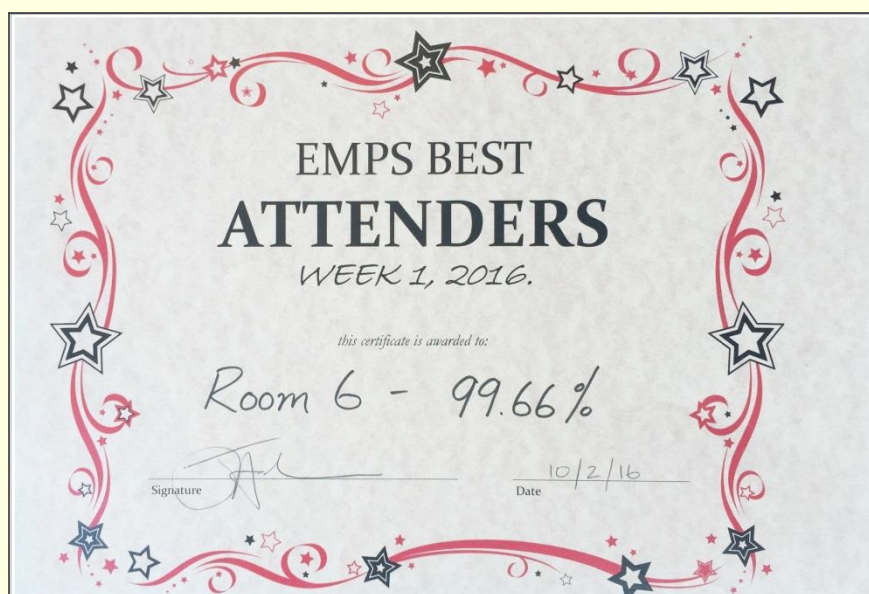 EMPS BEST
ATTENDERS
WEEK 1, 2016.
this certificate is awarded to:
Room 6 - 99.66%
10/2/16
Signature
Date